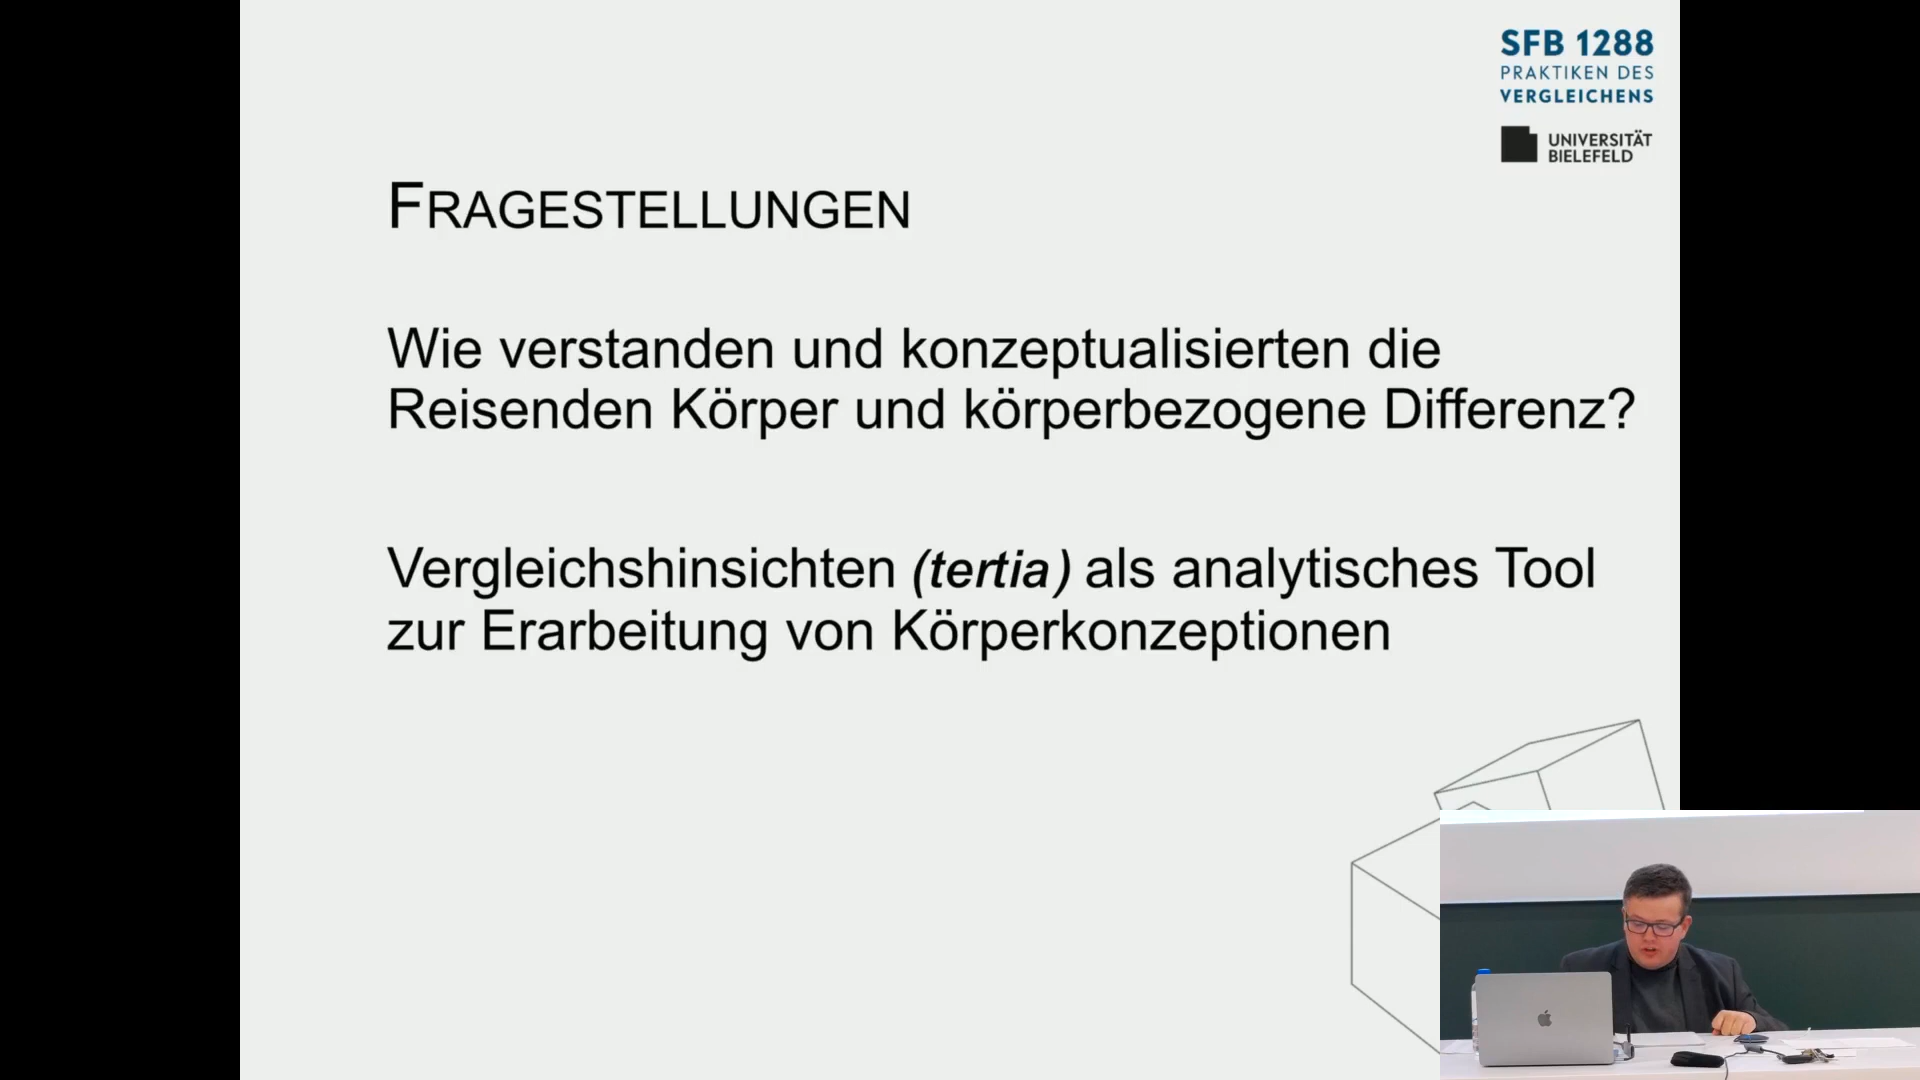 SFB 1288
PRAKTIKEN DES
VERGLEICHENS
UNIVERSITÄT
BIELEFELD
FRAGESTELLUNGEN
Wie verstanden und konzeptualisierten die
Reisenden Körper und körperbezogene Differenz?
Vergleichshinsichten (tertia) als analytisches Tool
zur Erarbeitung von Körperkonzeptionen